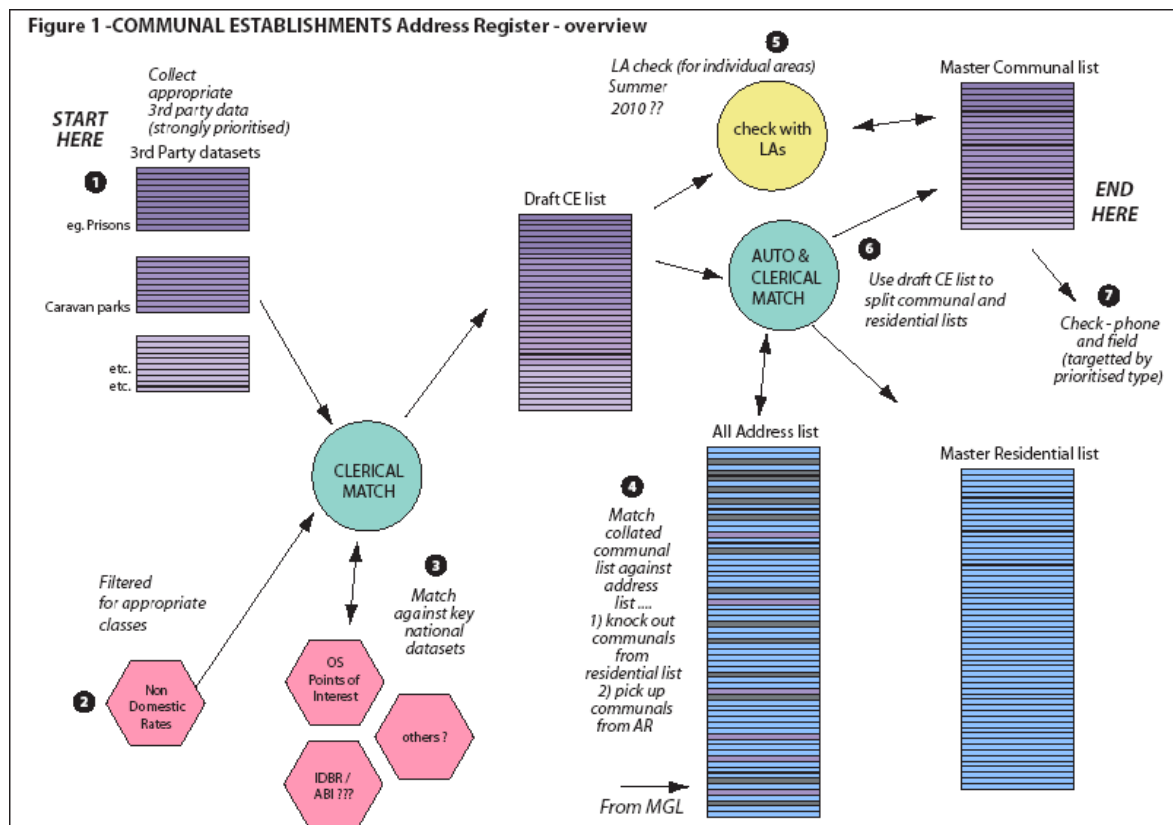 Figure 1 -COMMUNAL ESTABLISHMENTS Address Register - overview
START
HERE
Collect
appropriate
3rd party data
(strongly prioritised)
3rd Party datasets
1
eg. Prisons
Caravan parks
etc.
etc.
CLERICAL
MATCH
Filtered
for appropriate
classes
2
Non
Domestic
Rates
3
Match
against key
national
datasets
OS
Points of
Interest
others ?
IDBR /
ABI ???
Draft CE list
5
LA check (for individual areas)
Summer
2010 ??
check with
LAs
AUTO &
CLERICAL
MATCH
6
Use draft CE list to
split communal and
residential lists
Master Communal list
END
HERE
7
Check - phone
and field
(targetted by
prioritised type)
All Address list
4
Match
collated
communal
list against
address
list ....
1) knock out
communals
from
residential list
2) pick up
communals
from AR
From MGL
Master Residential list